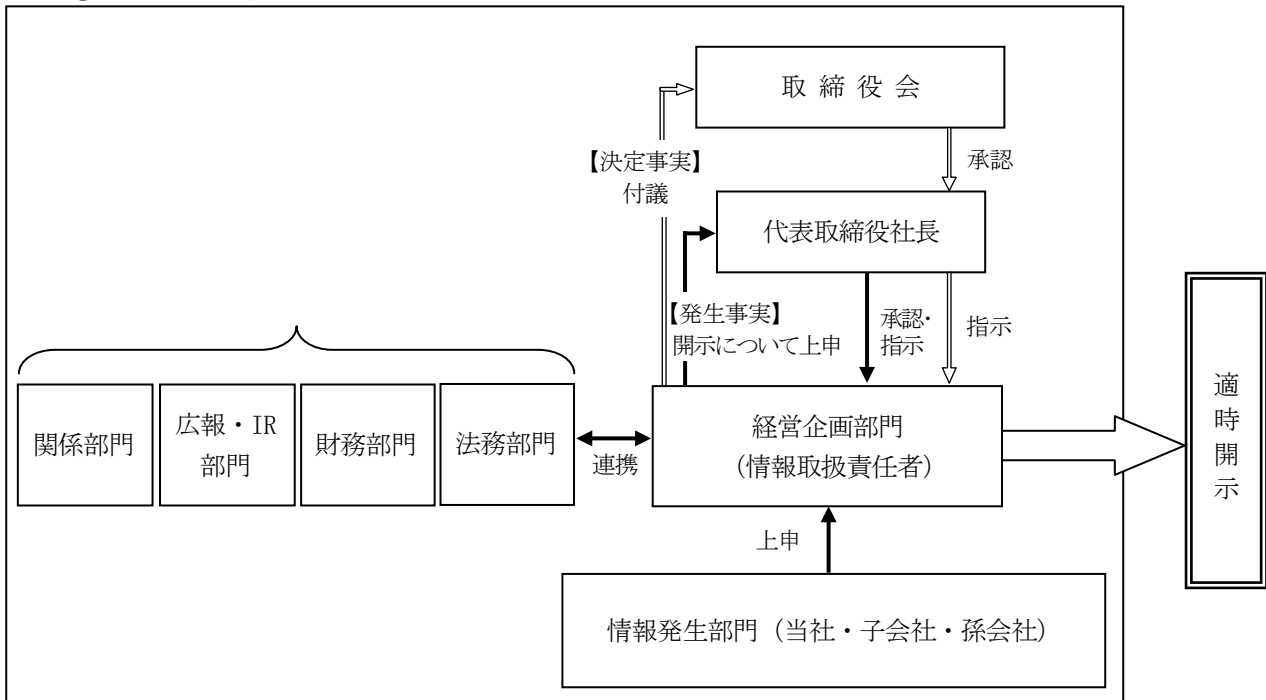 取 締 役 会
【決定事実】
付議
承認
代表取締役社長
【発生事実】
開示について上申
承認・
指示
指示
関係部門
広報・IR
部門
財務部門
法務部門
連携
経営企画部門
（情報取扱責任者）
適時開示
上申
情報発生部門（当社・子会社・孫会社）